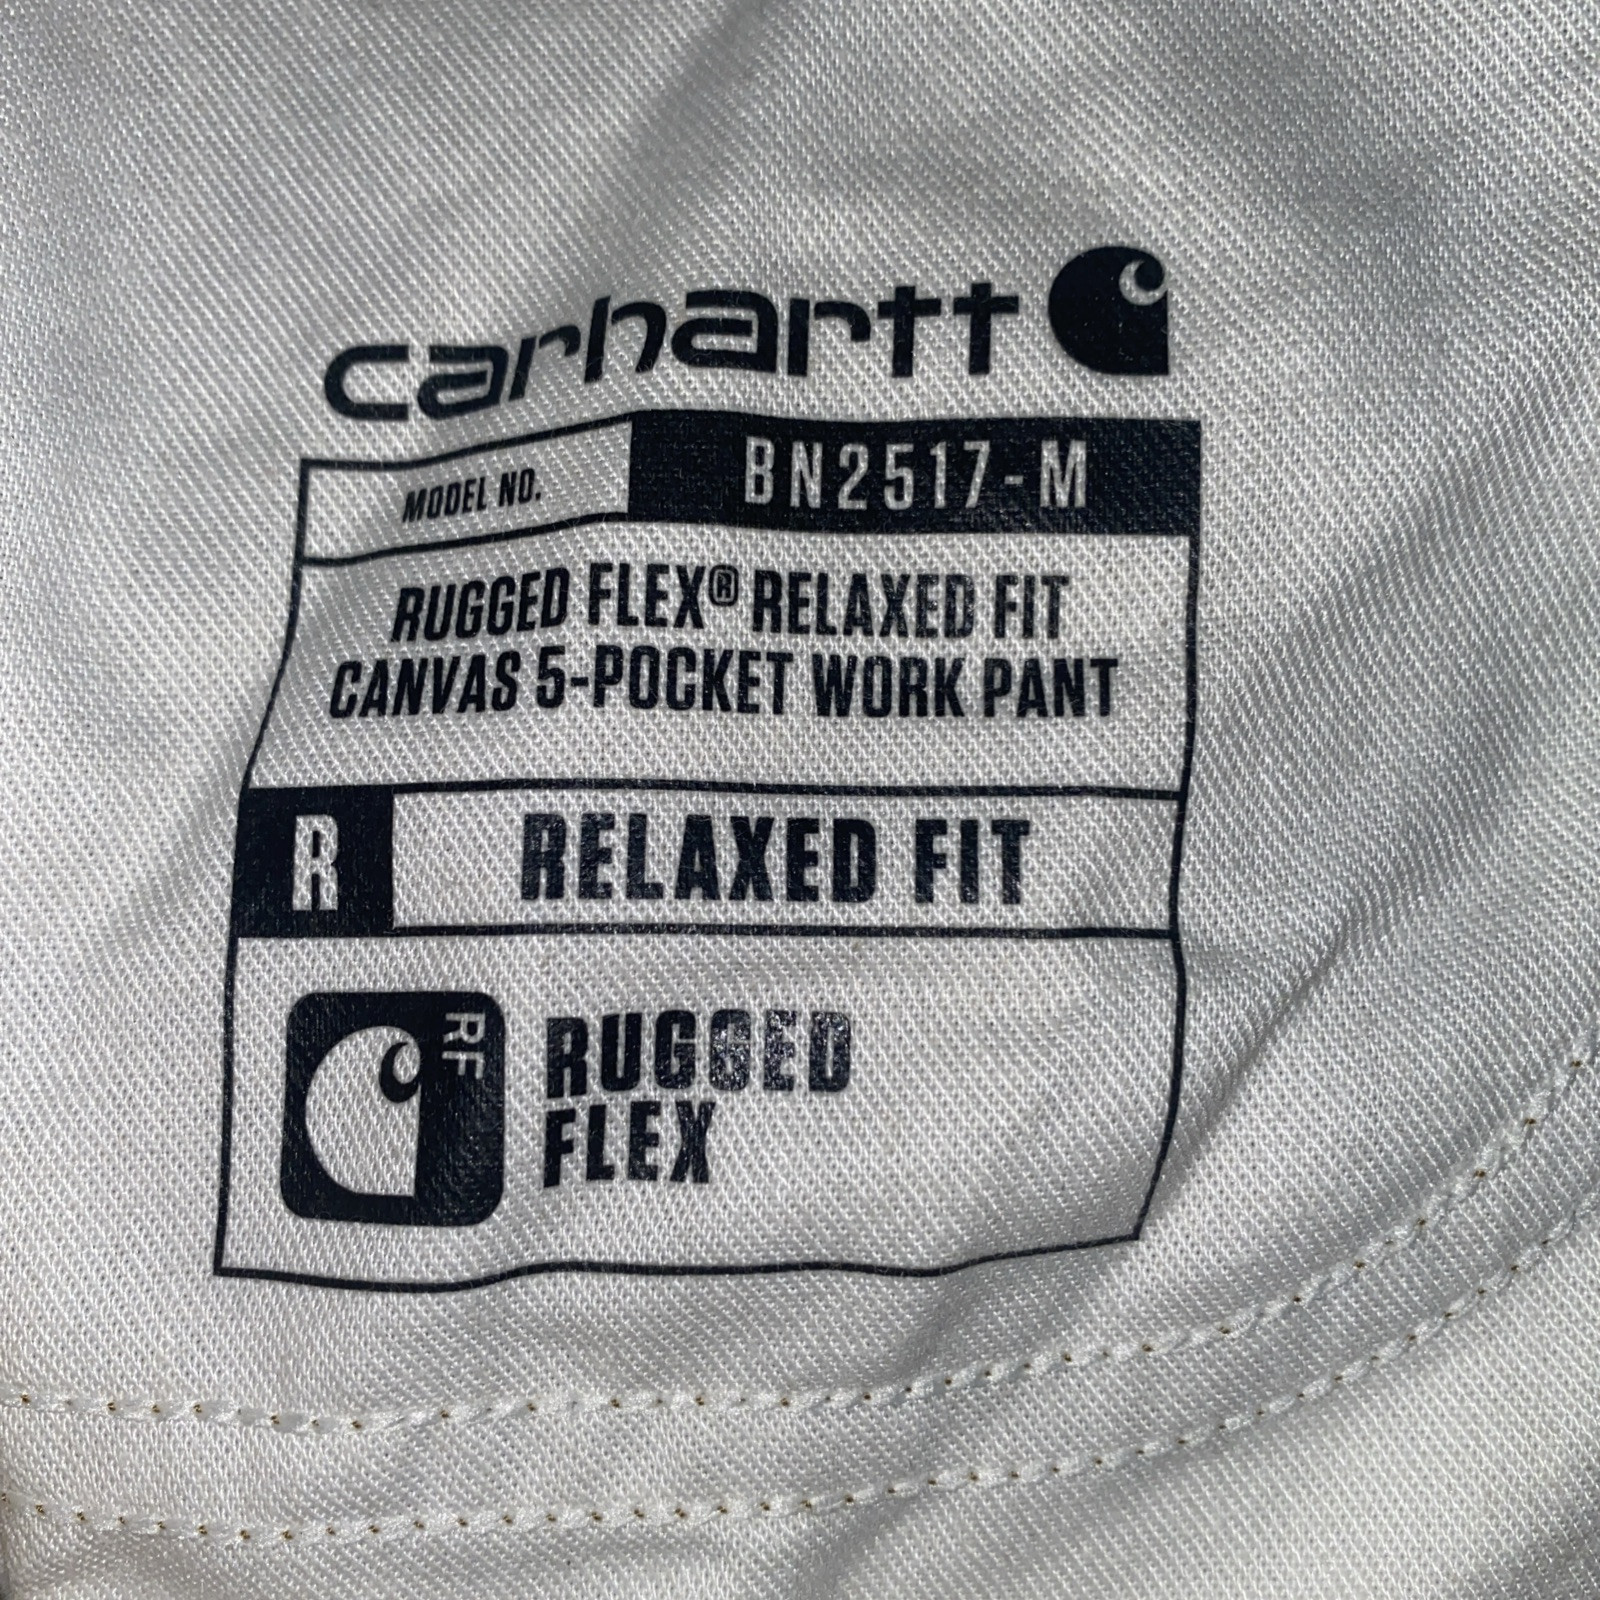 carhartt
MODEL NO. BN2517-M
RUGGED FLEX® RELAXED FIT
CANVAS 5-POCKET WORK PANT
R RELAXED FIT
RF
RUGGED
FLEX